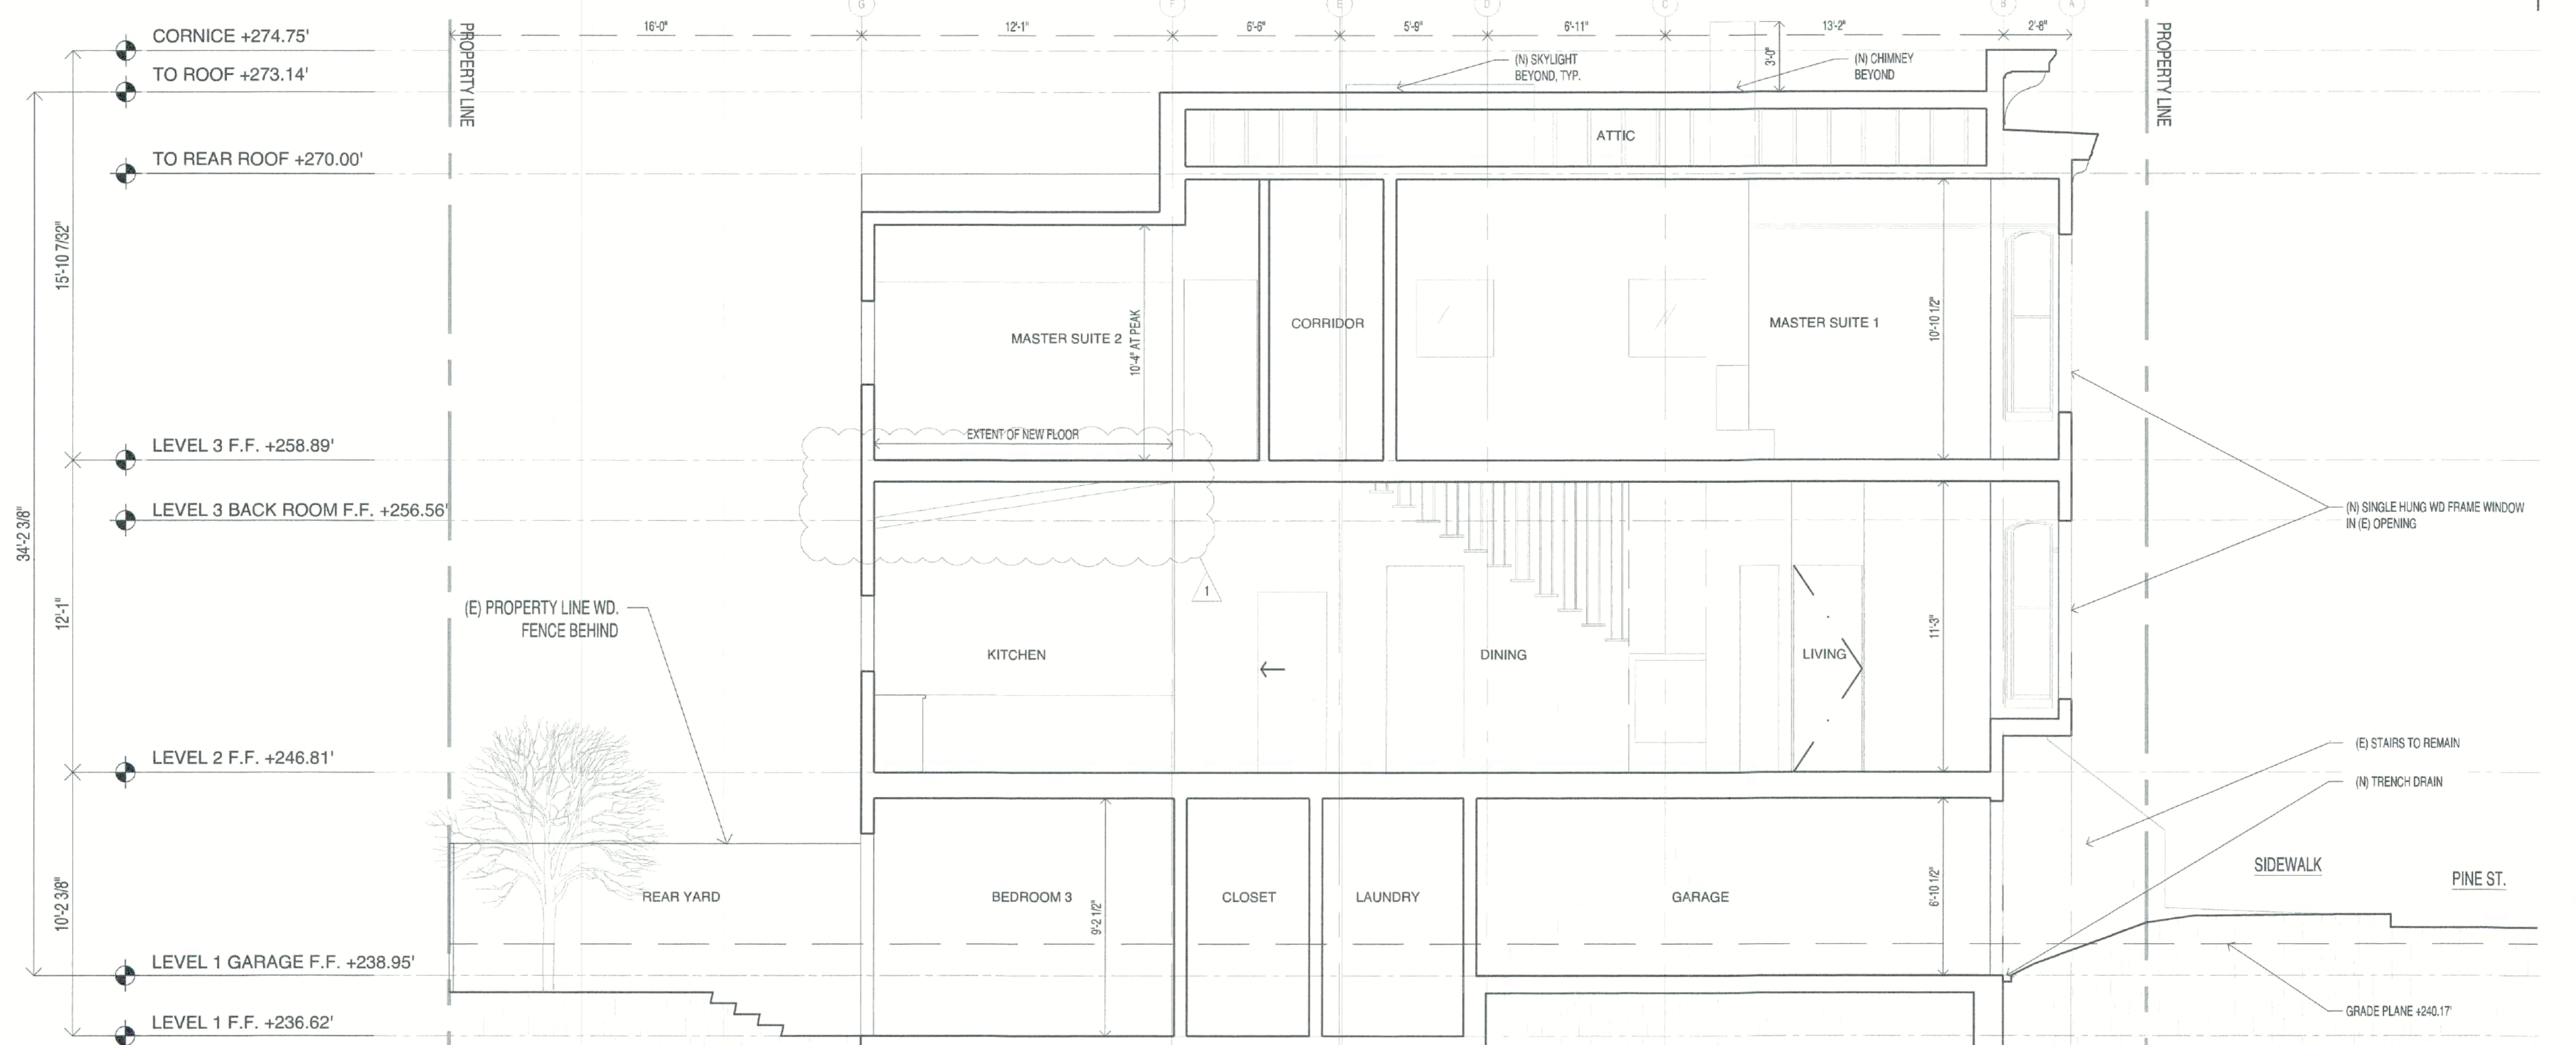 G
F
E
D
C
B
A
16'-0"
12'-1"
6'-6"
5'-9"
6'-11"
13'-2"
2'-8"
CORNICE +274.75'
TO ROOF +273.14'
TO REAR ROOF +270.00'
LEVEL 3 F.F. +258.89'
LEVEL 3 BACK ROOM F.F. +256.56'
LEVEL 2 F.F. +246.81'
LEVEL 1 GARAGE F.F. +238.95'
LEVEL 1 F.F. +236.62'
34'-2 3/8"
15'-10 7/32"
12'-1"
10'-2 3/8"
PROPERTY LINE
PROPERTY LINE
(N) SKYLIGHT
BEYOND, TYP.
3'-0"
(N) CHIMNEY
BEYOND
ATTIC
MASTER SUITE 2
10'-4" AT PEAK
CORRIDOR
MASTER SUITE 1
10'-10 1/2"
EXTENT OF NEW FLOOR
1
(N) SINGLE HUNG WD FRAME WINDOW
IN (E) OPENING
(E) PROPERTY LINE WD.
FENCE BEHIND
KITCHEN
DINING
LIVING
11'-3"
(E) STAIRS TO REMAIN
(N) TRENCH DRAIN
REAR YARD
BEDROOM 3
9'-2 1/2"
CLOSET
LAUNDRY
GARAGE
6'-10 1/2"
SIDEWALK
PINE ST.
GRADE PLANE +240.17'